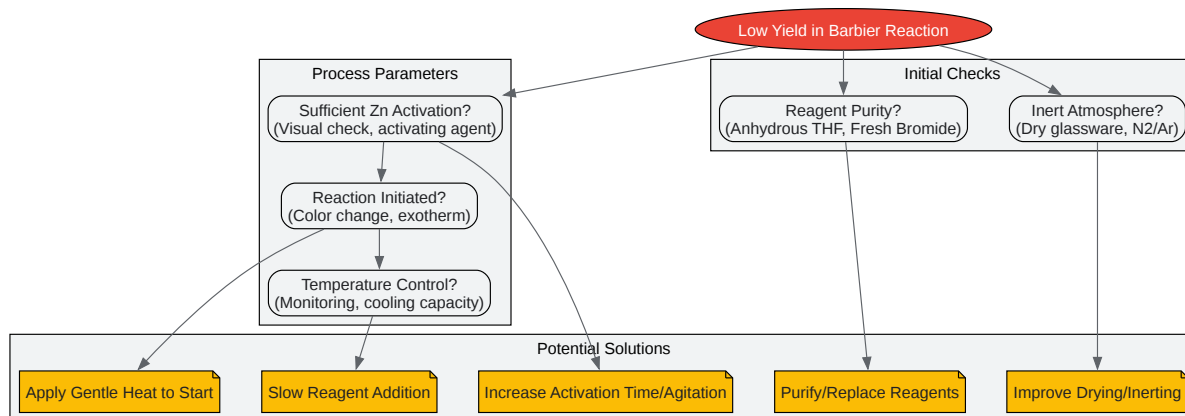 Low Yield in Barbier Reaction
Process Parameters
Initial Checks
Sufficient Zn Activation?
(Visual check, activating agent)
Reagent Purity?
(Anhydrous THF, Fresh Bromide)
Inert Atmosphere?
(Dry glassware, N2/Ar)
Reaction Initiated?
(Color change, exotherm)
Temperature Control?
(Monitoring, cooling capacity)
Potential Solutions
Apply Gentle Heat to Start
Slow Reagent Addition
Increase Activation Time/Agitation
Purify/Replace Reagents
Improve Drying/Inerting